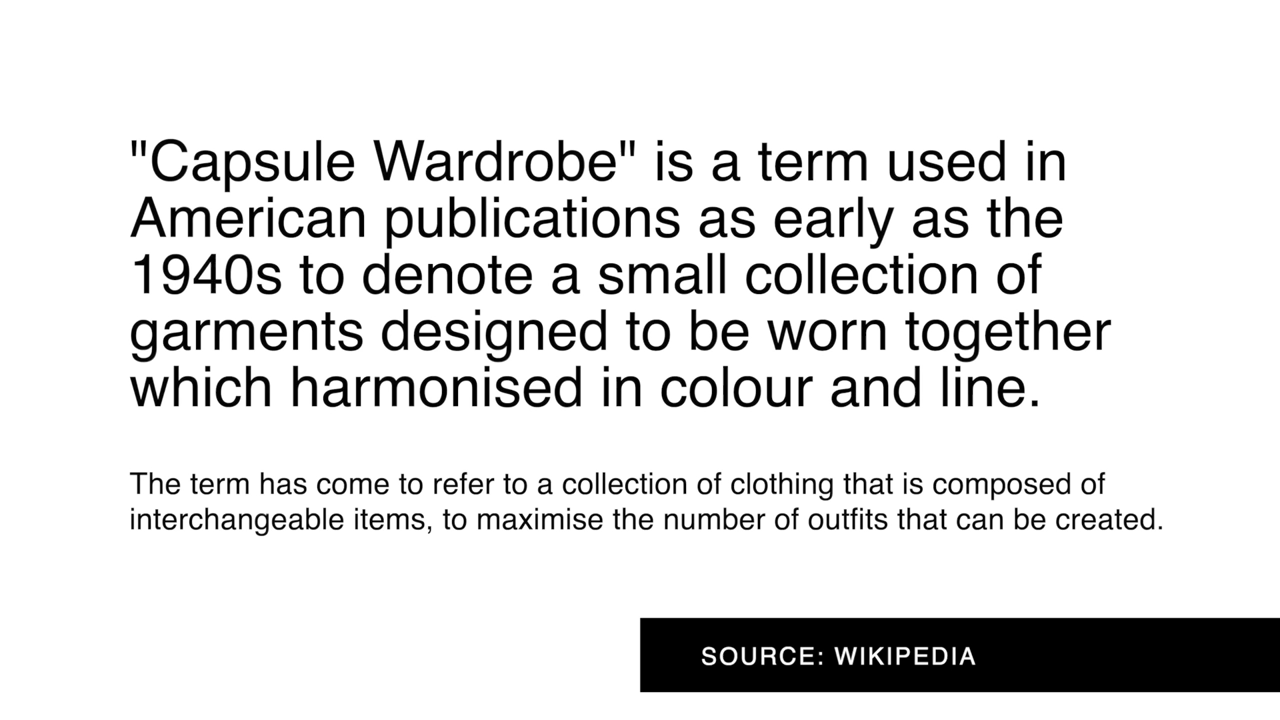 "Capsule Wardrobe" is a term used in
American publications as early as the
1940s to denote a small collection of
garments designed to be worn together
which harmonised in colour and line.
The term has come to refer to a collection of clothing that is composed of
interchangeable items, to maximise the number of outfits that can be created.
SOURCE: WIKIPEDIA